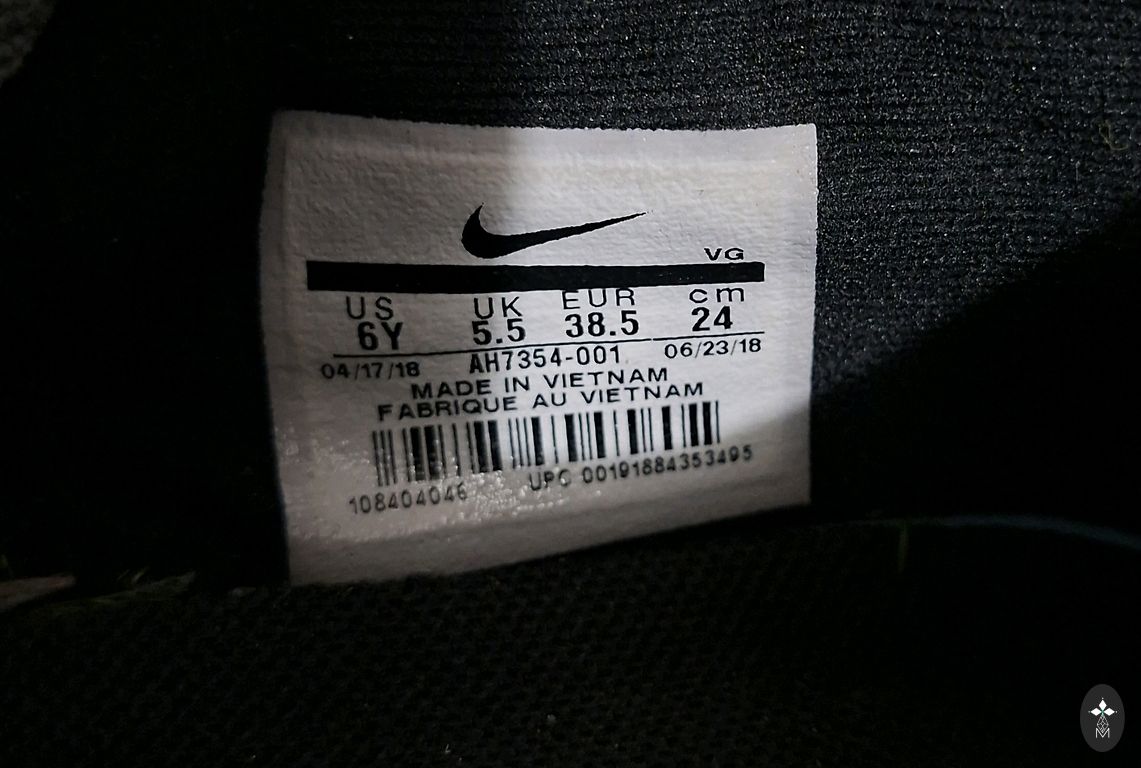 VG
US UK EUR cm
6Y 5.5 38.5 24
04/17/18 AH7354-001 06/23/18
MADE IN VIETNAM
FABRIQUE AU VIETNAM
108404046 UPC 00191884353495
M